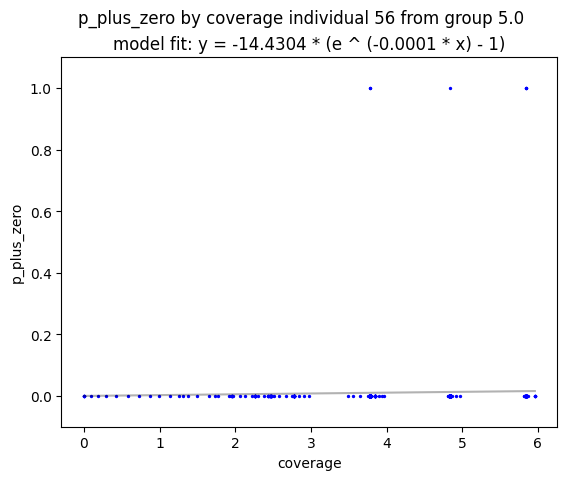 p_plus_zero by coverage individual 56 from group 5.0
model fit: y = -14.4304 * (e ^ (-0.0001 * x) - 1)
1.0
0.8
0.6
0.4
0.2
0.0
p_plus_zero
0 1 2 3 4 5 6
coverage